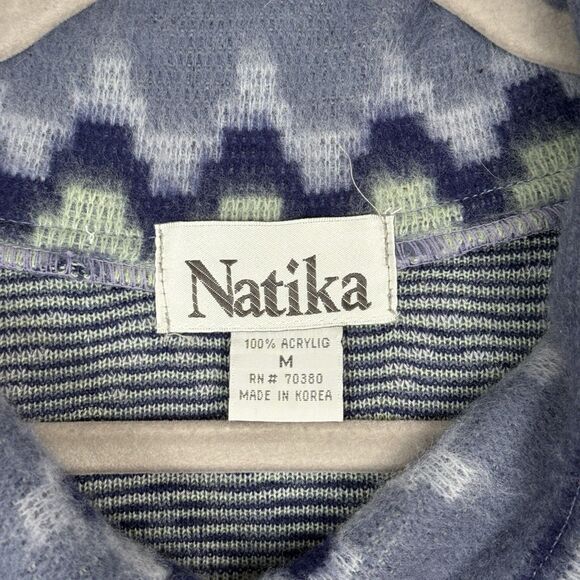 Natika
100% ACRYLIG
M
RN# 70380
MADE IN KOREA